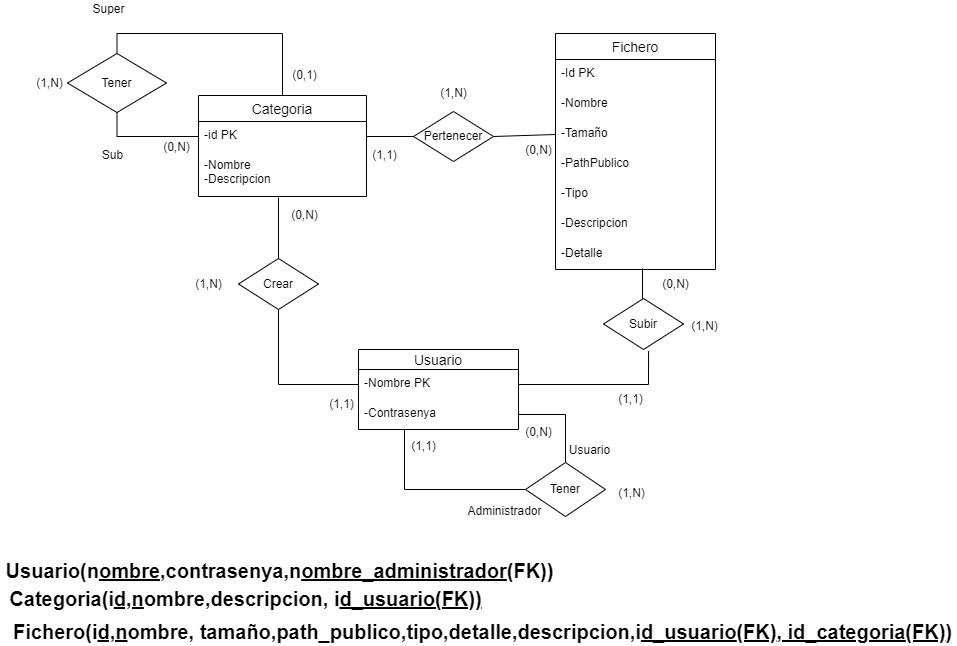 Super
(1,N)
Tener
(0,1)
Sub
(0,N)
Categoria
-id PK
-Nombre
-Descripcion
(1,N)
Pertenecer
(1,1)
(0,N)
Fichero
-Id PK
-Nombre
-Tamaño
-PathPublico
-Tipo
-Descripcion
-Detalle
(0,N)
(1,N)
Crear
(0,N)
Subir
(1,N)
(1,1)
Usuario
-Nombre PK
-Contrasenya
(1,1)
(1,1)
(0,N)
Usuario
Tener
(1,N)
Administrador
Usuario(nombre,contrasenya,nombre_administrador(FK))
Categoria(id,nombre,descripcion, id_usuario(FK))
Fichero(id,nombre, tamaño,path_publico,tipo,detalle,descripcion,id_usuario(FK), id_categoria(FK))